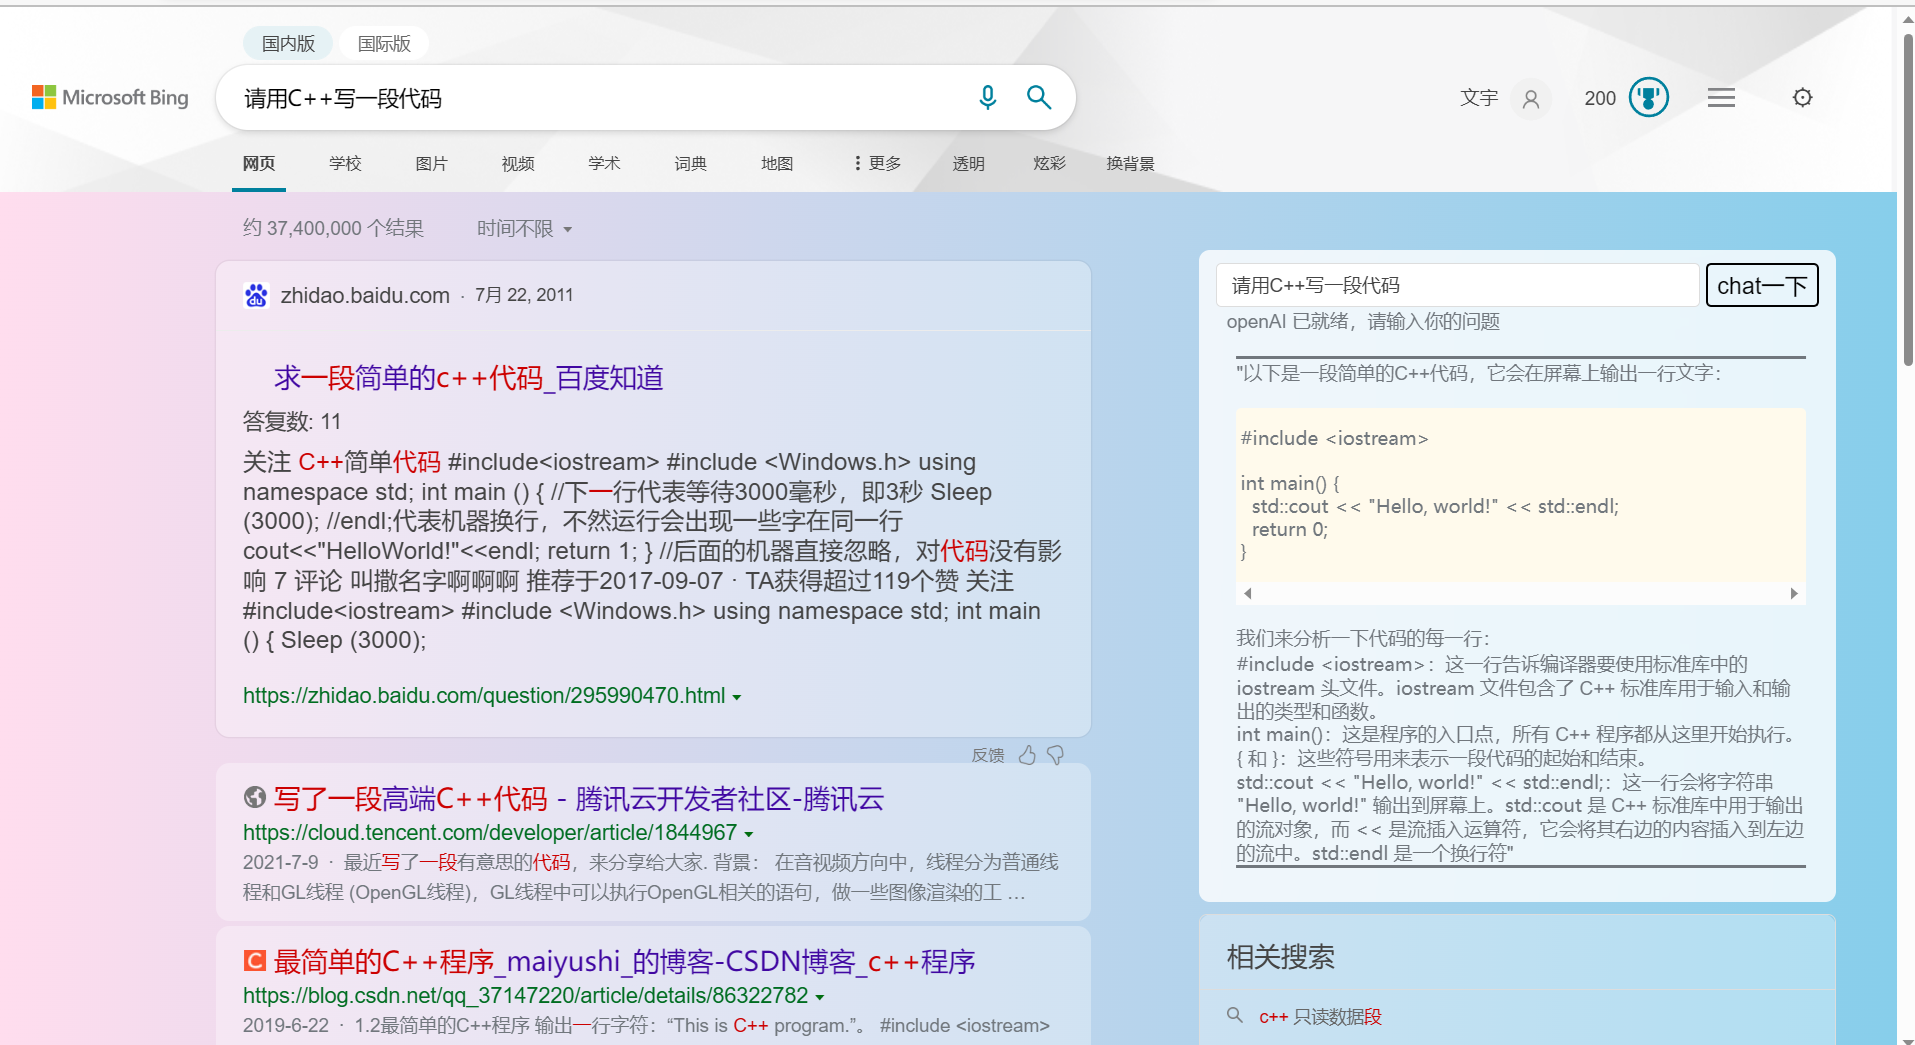 国内版
国际版
Microsoft Bing
请用C++写一段代码
文宇
200
网页
学校
图片
视频
学术
词典
地图
更多
透明
炫彩
换背景
约 37,400,000 个结果
时间不限
zhidao.baidu.com · 7月 22, 2011
求一段简单的c++代码_百度知道
答复数: 11
关注 C++简单代码 #include<iostream> #include <Windows.h> using
namespace std; int main () { //下一行代表等待3000毫秒，即3秒 Sleep
(3000); //endl;代表机器换行，不然运行会出现一些字在同一行
cout<<"HelloWorld!"<<endl; return 1; } //后面的机器直接忽略，对代码没有影
响 7 评论 叫撒名字啊啊啊 推荐于2017-09-07 · TA获得超过119个赞 关注
#include<iostream> #include <Windows.h> using namespace std; int main
() { Sleep (3000);
https://zhidao.baidu.com/question/295990470.html
反馈
写了一段高端C++代码 - 腾讯云开发者社区-腾讯云
https://cloud.tencent.com/developer/article/1844967
2021-7-9 · 最近写了一段有意思的代码，来分享给大家. 背景： 在音视频方向中，线程分为普通线
程和GL线程 (OpenGL线程)，GL线程中可以执行OpenGL相关的语句，做一些图像渲染的工 …
C
最简单的C++程序_maiyushi_的博客-CSDN博客_c++程序
https://blog.csdn.net/qq_37147220/article/details/86322782
2019-6-22 · 1.2最简单的C++程序 输出一行字符：“This is C++ program.”。 #include <iostream>
请用C++写一段代码
chat一下
openAI 已就绪，请输入你的问题
"以下是一段简单的C++代码，它会在屏幕上输出一行文字：
#include <iostream>
int main() {
std::cout << "Hello, world!" << std::endl;
return 0;
}
我们来分析一下代码的每一行：
#include <iostream>：这一行告诉编译器要使用标准库中的
iostream 头文件。iostream 文件包含了 C++ 标准库用于输入和输
出的类型和函数。
int main()：这是程序的入口点，所有 C++ 程序都从这里开始执行。
{ 和 }：这些符号用来表示一段代码的起始和结束。
std::cout << "Hello, world!" << std::endl;：这一行会将字符串
"Hello, world!" 输出到屏幕上。std::cout 是 C++ 标准库中用于输出
的流对象，而 << 是流插入运算符，它会将其右边的内容插入到左边
的流中。std::endl 是一个换行符"
相关搜索
c++ 只读数据段